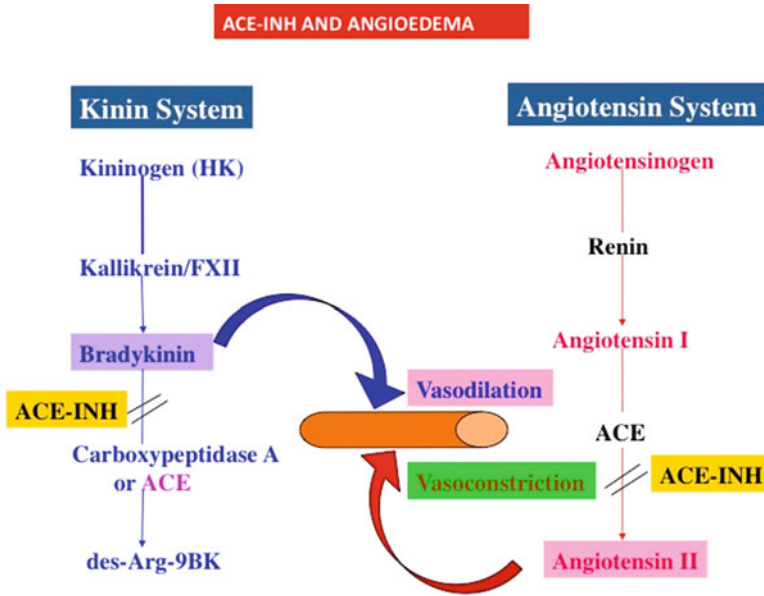 ACE-INH AND ANGIOEDEMA
Kinin System
Kininogen (HK)
Kallikrein/FXII
Bradykinin
ACE-INH
Carboxypeptidase A
or ACE
des-Arg-9BK
Vasodilation
Vasoconstriction
Angiotensin System
Angiotensinogen
Renin
Angiotensin I
ACE
ACE-INH
Angiotensin II